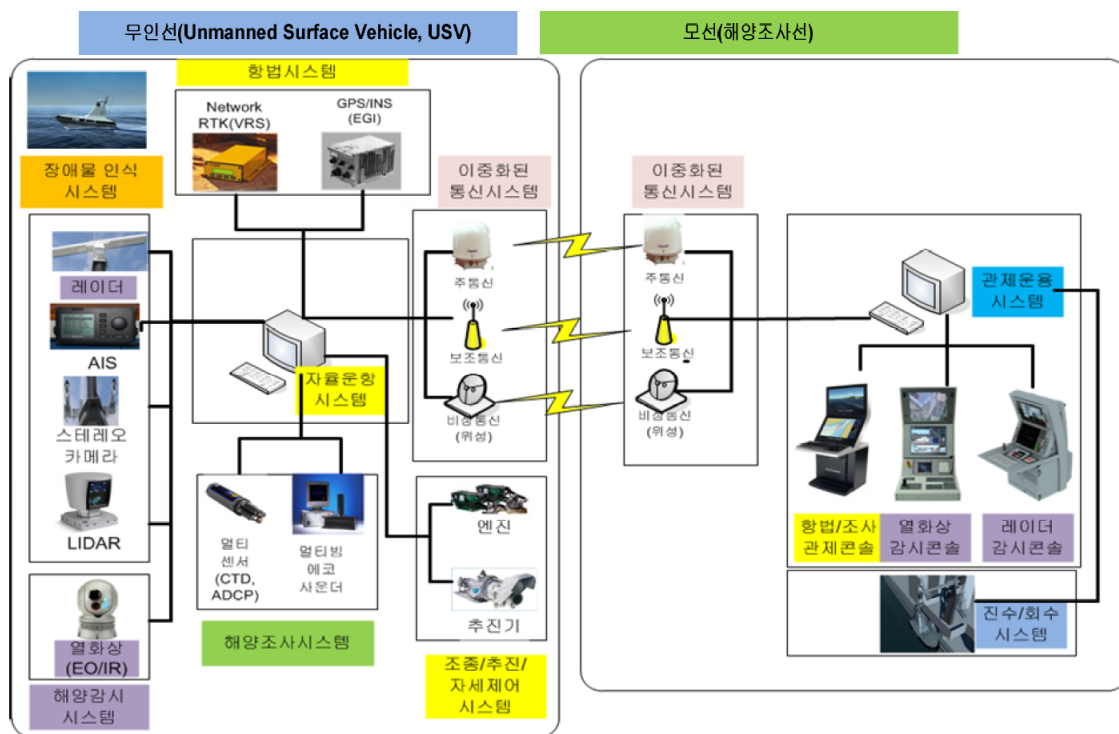 무인선(Unmanned Surface Vehicle, USV)
모선(해양조사선)
항법시스템
Network
RTK(VRS)
GPS/INS
(EGI)
장애물 인식
시스템
레이더
AIS
스테레오
카메라
LIDAR
열화상
(EO/IR)
해양감시
시스템
자율운항
시스템
멀티
센서
(CTD,
ADCP)
멀티빔
에코
사운더
해양조사시스템
이중화된
통신시스템
주통신
보조통신
비상통신
(위성)
엔진
추진기
조종/추진/
자세제어
시스템
이중화된
통신시스템
주통신
보조통신
비상통신
(위성)
관제운용
시스템
항법/조사
관제콘솔
열화상
감시콘솔
레이더
감시콘솔
진수/회수
시스템